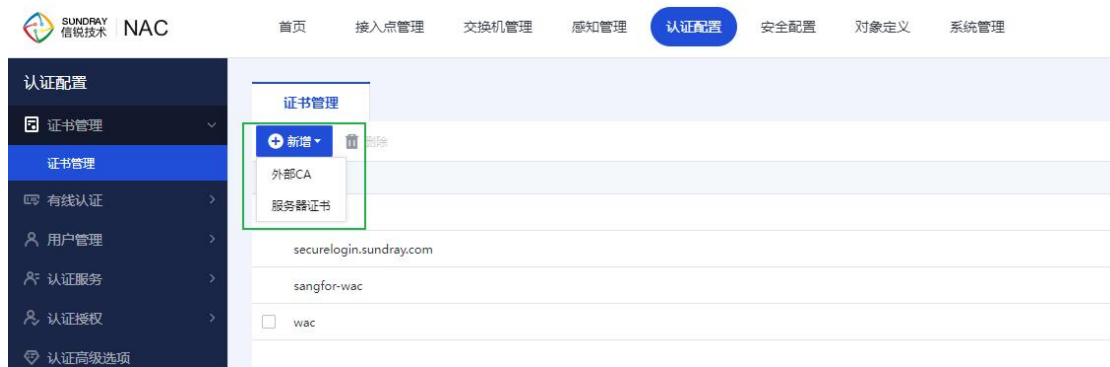 SUNDRAY
信锐技术
NAC
首页
接入点管理
交换机管理
感知管理
认证配置
安全配置
对象定义
系统管理
认证配置
证书管理
证书管理
有线认证
用户管理
认证服务
认证授权
认证高级选项
证书管理
新增
删除
外部CA
服务器证书
securelogin.sundray.com
sangfor-wac
wac